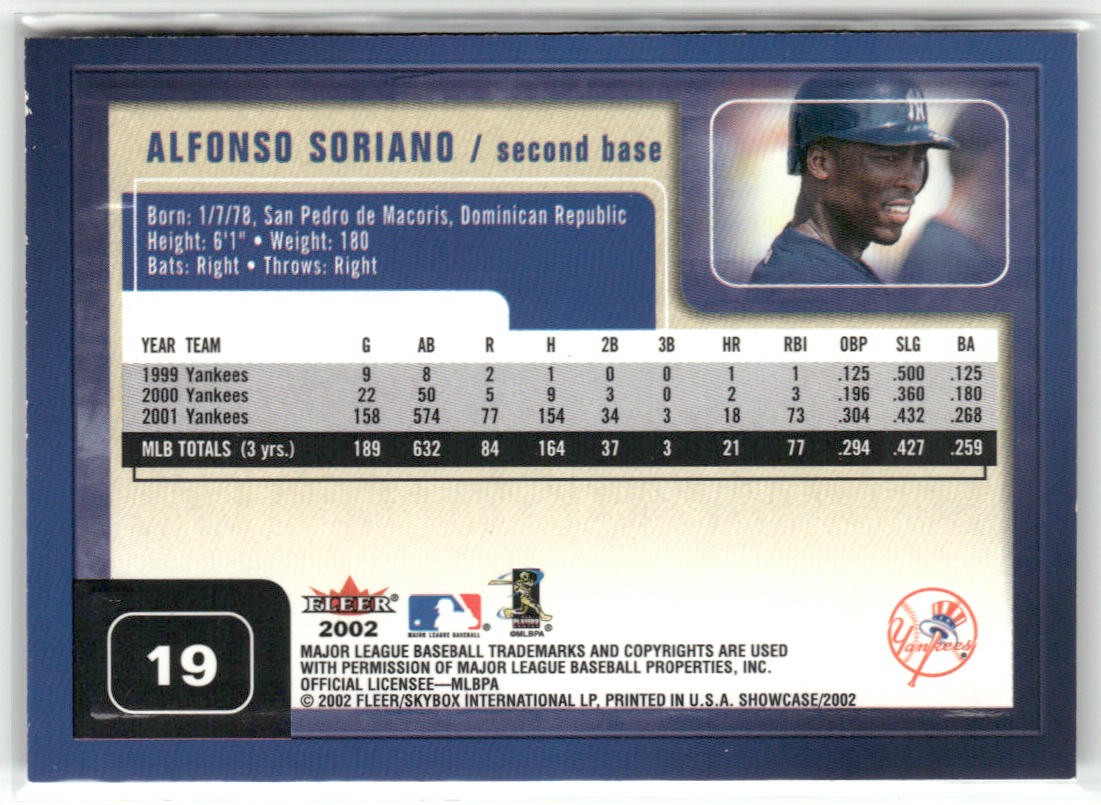 ALFONSO SORIANO / second base
NY
Born: 1/7/78, San Pedro de Macoris, Dominican Republic
Height: 6'1" • Weight: 180
Bats: Right • Throws: Right
YEAR TEAM G AB R H 2B 3B HR RBI OBP SLG BA
1999 Yankees 9 8 2 1 0 0 1 1 .125 .500 .125
2000 Yankees 22 50 5 9 3 0 2 3 .196 .360 .180
2001 Yankees 158 574 77 154 34 3 18 73 .304 .432 .268
MLB TOTALS (3 yrs.) 189 632 84 164 37 3 21 77 .294 .427 .259
19
FLEER®
2002
MAJOR LEAGUE BASEBALL ®
PLAYERS
®
©MLBPA
Yankees ®
MAJOR LEAGUE BASEBALL TRADEMARKS AND COPYRIGHTS ARE USED
WITH PERMISSION OF MAJOR LEAGUE BASEBALL PROPERTIES, INC.
OFFICIAL LICENSEE—MLBPA
© 2002 FLEER/SKYBOX INTERNATIONAL LP, PRINTED IN U.S.A. SHOWCASE/2002